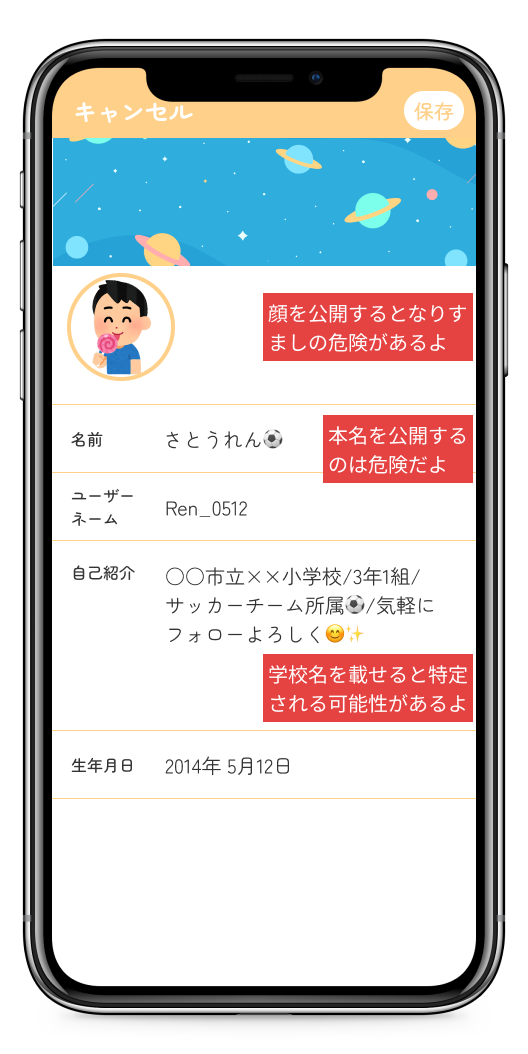 キャンセル 保存
顔を公開するとなりす
ましの危険があるよ
名前 さとうれん⚽
本名を公開する
のは危険だよ
ユーザー
ネーム
Ren_0512
自己紹介
〇〇市立××小学校/3年1組/
サッカーチーム所属⚽/気軽に
フォローよろしく😊✨
学校名を載せると特定
される可能性があるよ
生年月日 2014年 5月12日